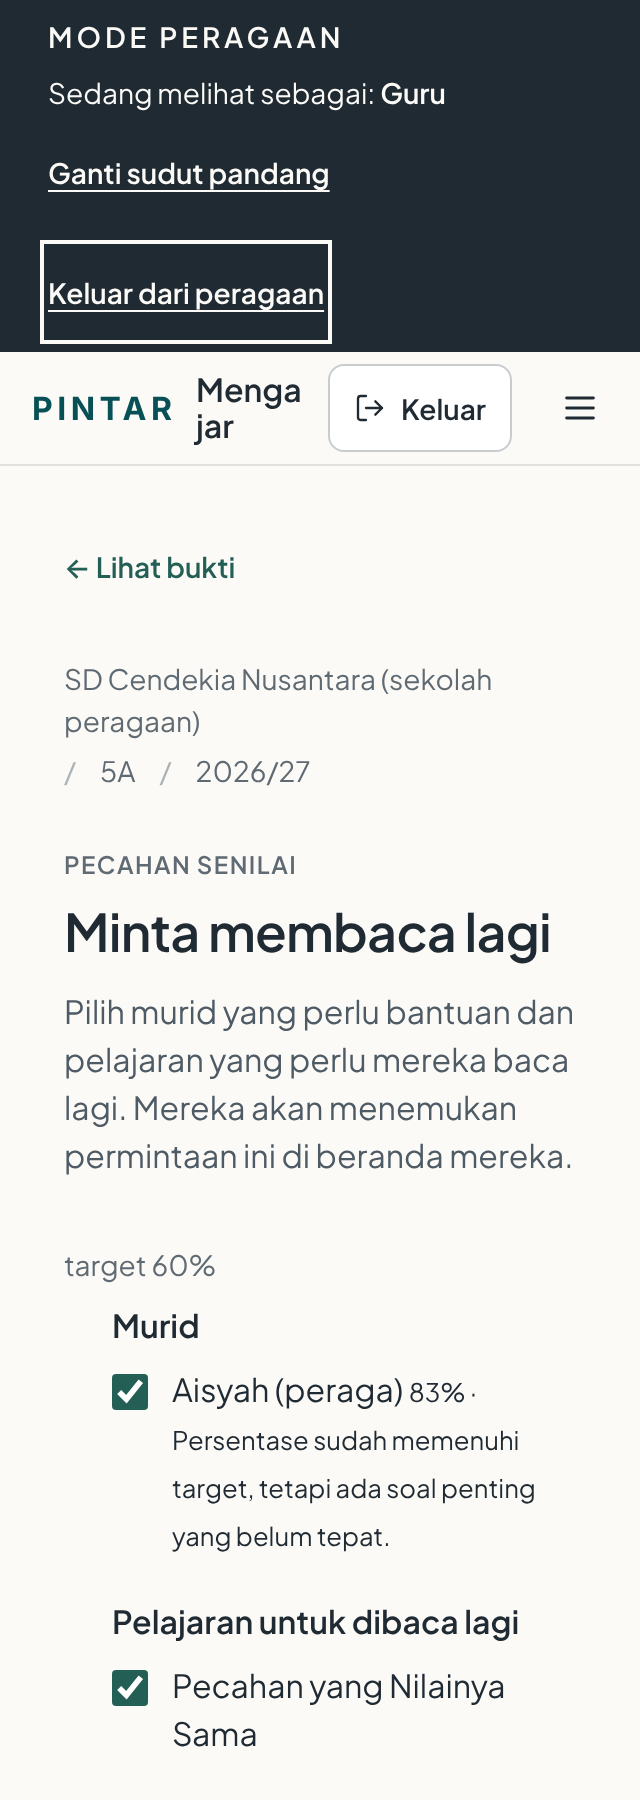 MODE PERAGAAN
Sedang melihat sebagai: Guru
Ganti sudut pandang
Keluar dari peragaan
PINTAR
Menga
jar
Keluar
← Lihat bukti
SD Cendekia Nusantara (sekolah
peragaan)
/ 5A / 2026/27
PECAHAN SENILAI
Minta membaca lagi
Pilih murid yang perlu bantuan dan
pelajaran yang perlu mereka baca
lagi. Mereka akan menemukan
permintaan ini di beranda mereka.
target 60%
Murid
Aisyah (peraga) 83% ·
Persentase sudah memenuhi
target, tetapi ada soal penting
yang belum tepat.
Pelajaran untuk dibaca lagi
Pecahan yang Nilainya
Sama